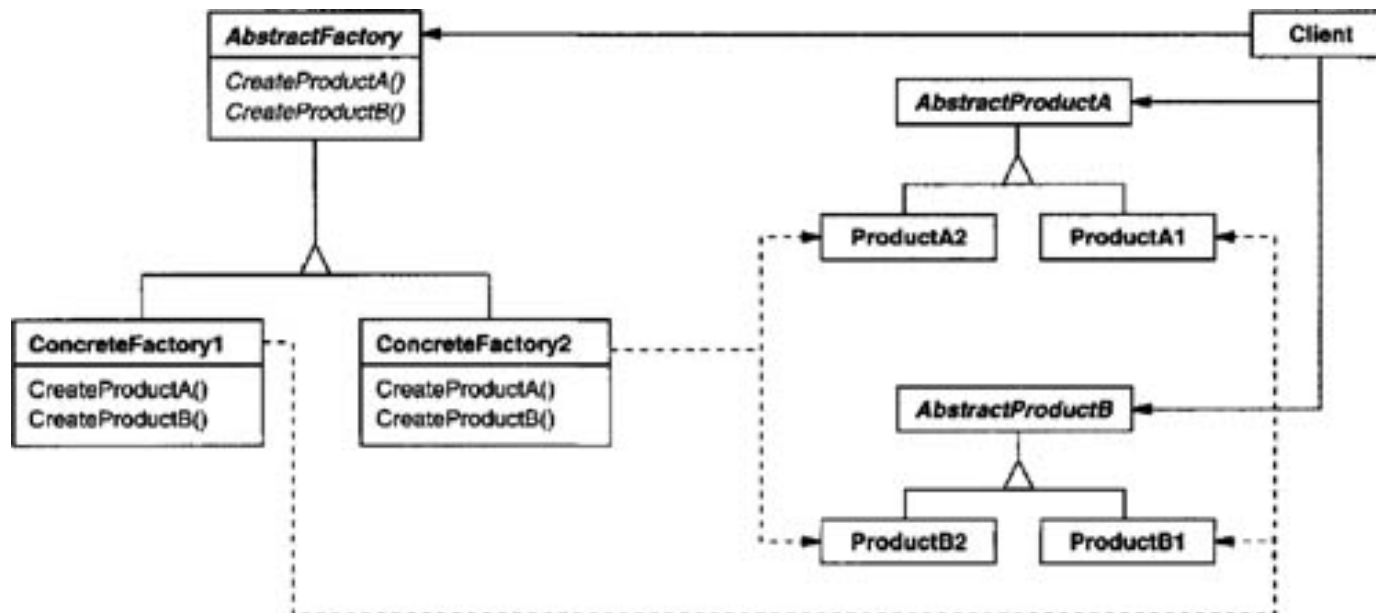 AbstractFactory
CreateProductA()
CreateProductB()
Client
AbstractProductA
ProductA2
ProductA1
ConcreteFactory1
CreateProductA()
CreateProductB()
ConcreteFactory2
CreateProductA()
CreateProductB()
AbstractProductB
ProductB2
ProductB1